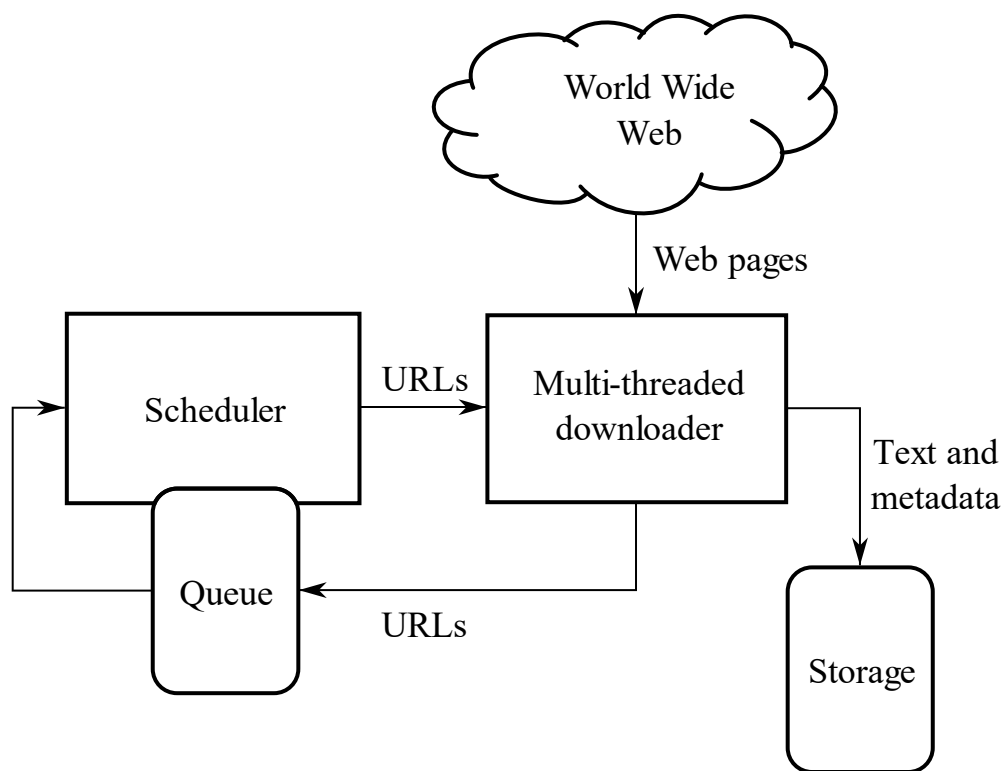 World Wide
Web
Web pages
URLs
Multi-threaded
downloader
Scheduler
Text and
metadata
Queue
URLs
Storage